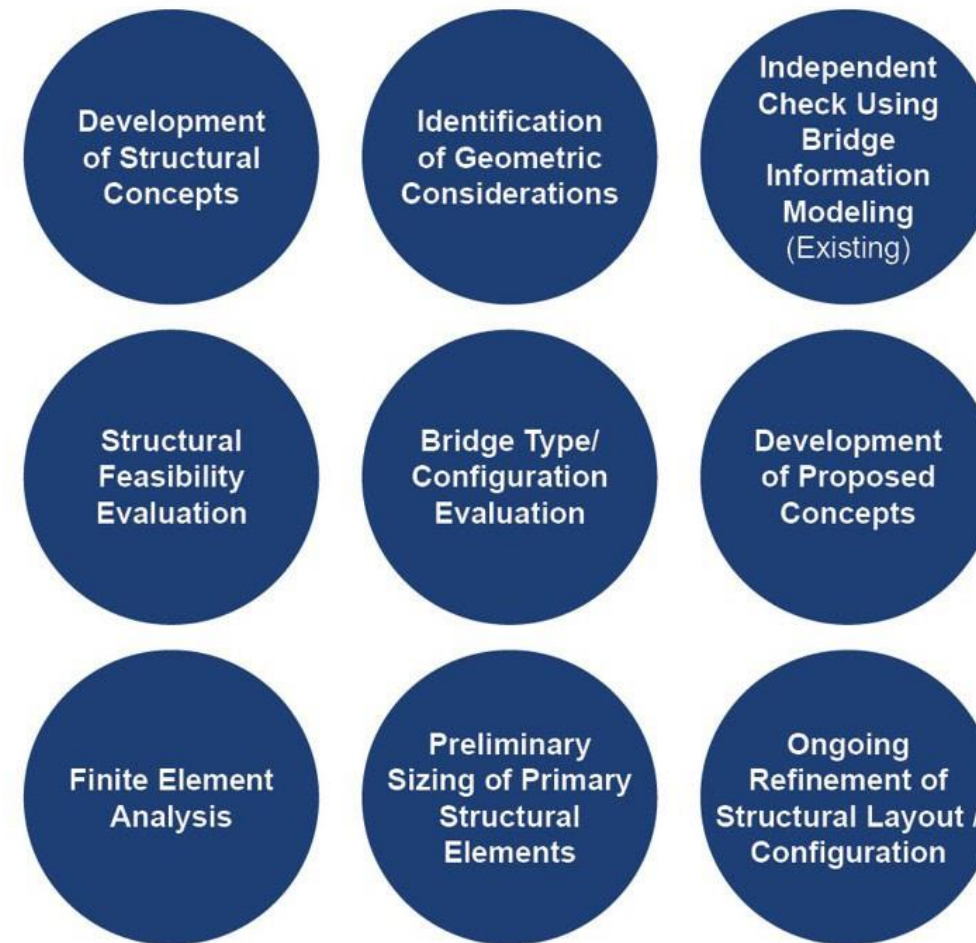 Development
of Structural
Concepts
Identification
of Geometric
Considerations
Independent
Check Using
Bridge
Information
Modeling
(Existing)
Structural
Feasibility
Evaluation
Bridge Type/
Configuration
Evaluation
Development
of Proposed
Concepts
Finite Element
Analysis
Preliminary
Sizing of Primary
Structural
Elements
Ongoing
Refinement of
Structural Layout /
Configuration